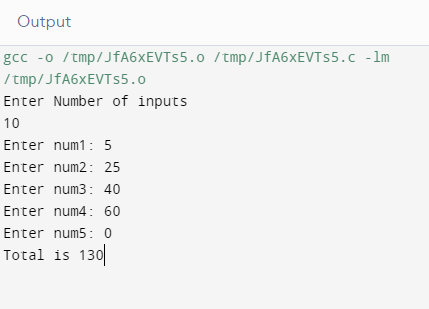 Output
gcc -o /tmp/JfA6xEVTs5.o /tmp/JfA6xEVTs5.c -lm
/tmp/JfA6xEVTs5.o
Enter Number of inputs
10
Enter num1: 5
Enter num2: 25
Enter num3: 40
Enter num4: 60
Enter num5: 0
Total is 130